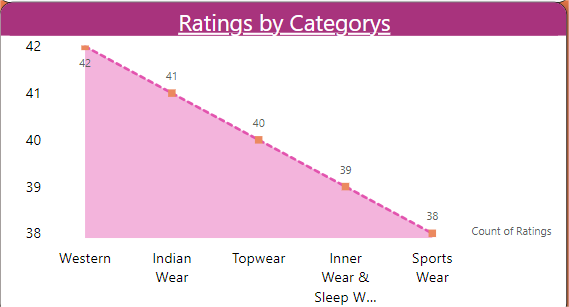 Ratings by Categorys
42
41
40
39
38
42
41
40
39
38
Count of Ratings
Western
Indian
Wear
Topwear
Inner
Wear &
Sleep W...
Sports
Wear